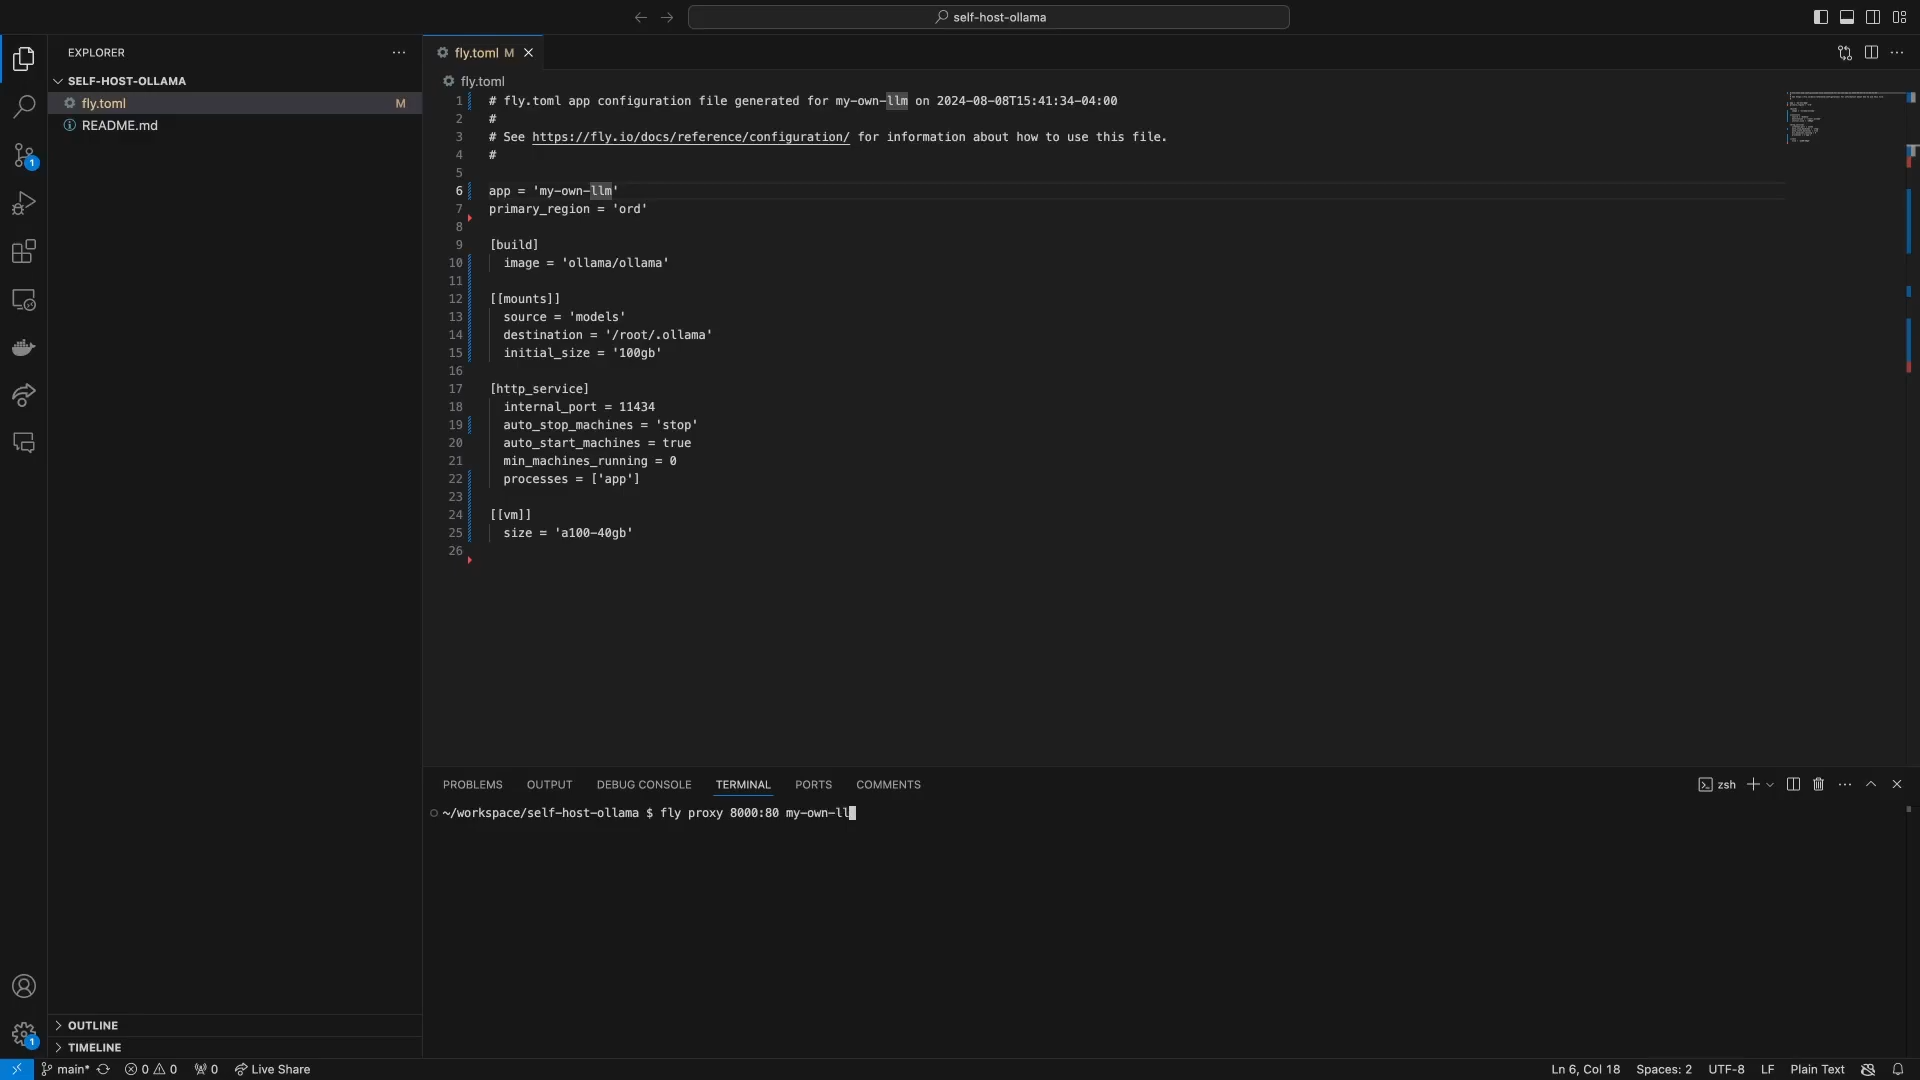 self-host-ollama
EXPLORER
SELF-HOST-OLLAMA
fly.toml M
README.md
OUTLINE
TIMELINE
fly.toml M
fly.toml
1 # fly.toml app configuration file generated for my-own-llm on 2024-08-08T15:41:34-04:00
2 #
3 # See https://fly.io/docs/reference/configuration/ for information about how to use this file.
4 #
5
6 app = 'my-own-llm'
7 primary_region = 'ord'
8
9 [build]
10 image = 'ollama/ollama'
11
12 [[mounts]]
13 source = 'models'
14 destination = '/root/.ollama'
15 initial_size = '100gb'
16
17 [http_service]
18 internal_port = 11434
19 auto_stop_machines = 'stop'
20 auto_start_machines = true
21 min_machines_running = 0
22 processes = ['app']
23
24 [[vm]]
25 size = 'a100-40gb'
26
PROBLEMS OUTPUT DEBUG CONSOLE TERMINAL PORTS COMMENTS
zsh
~/workspace/self-host-ollama $ fly proxy 8000:80 my-own-ll
1
1
main* 0 0 0 Live Share
Ln 6, Col 18 Spaces: 2 UTF-8 LF Plain Text